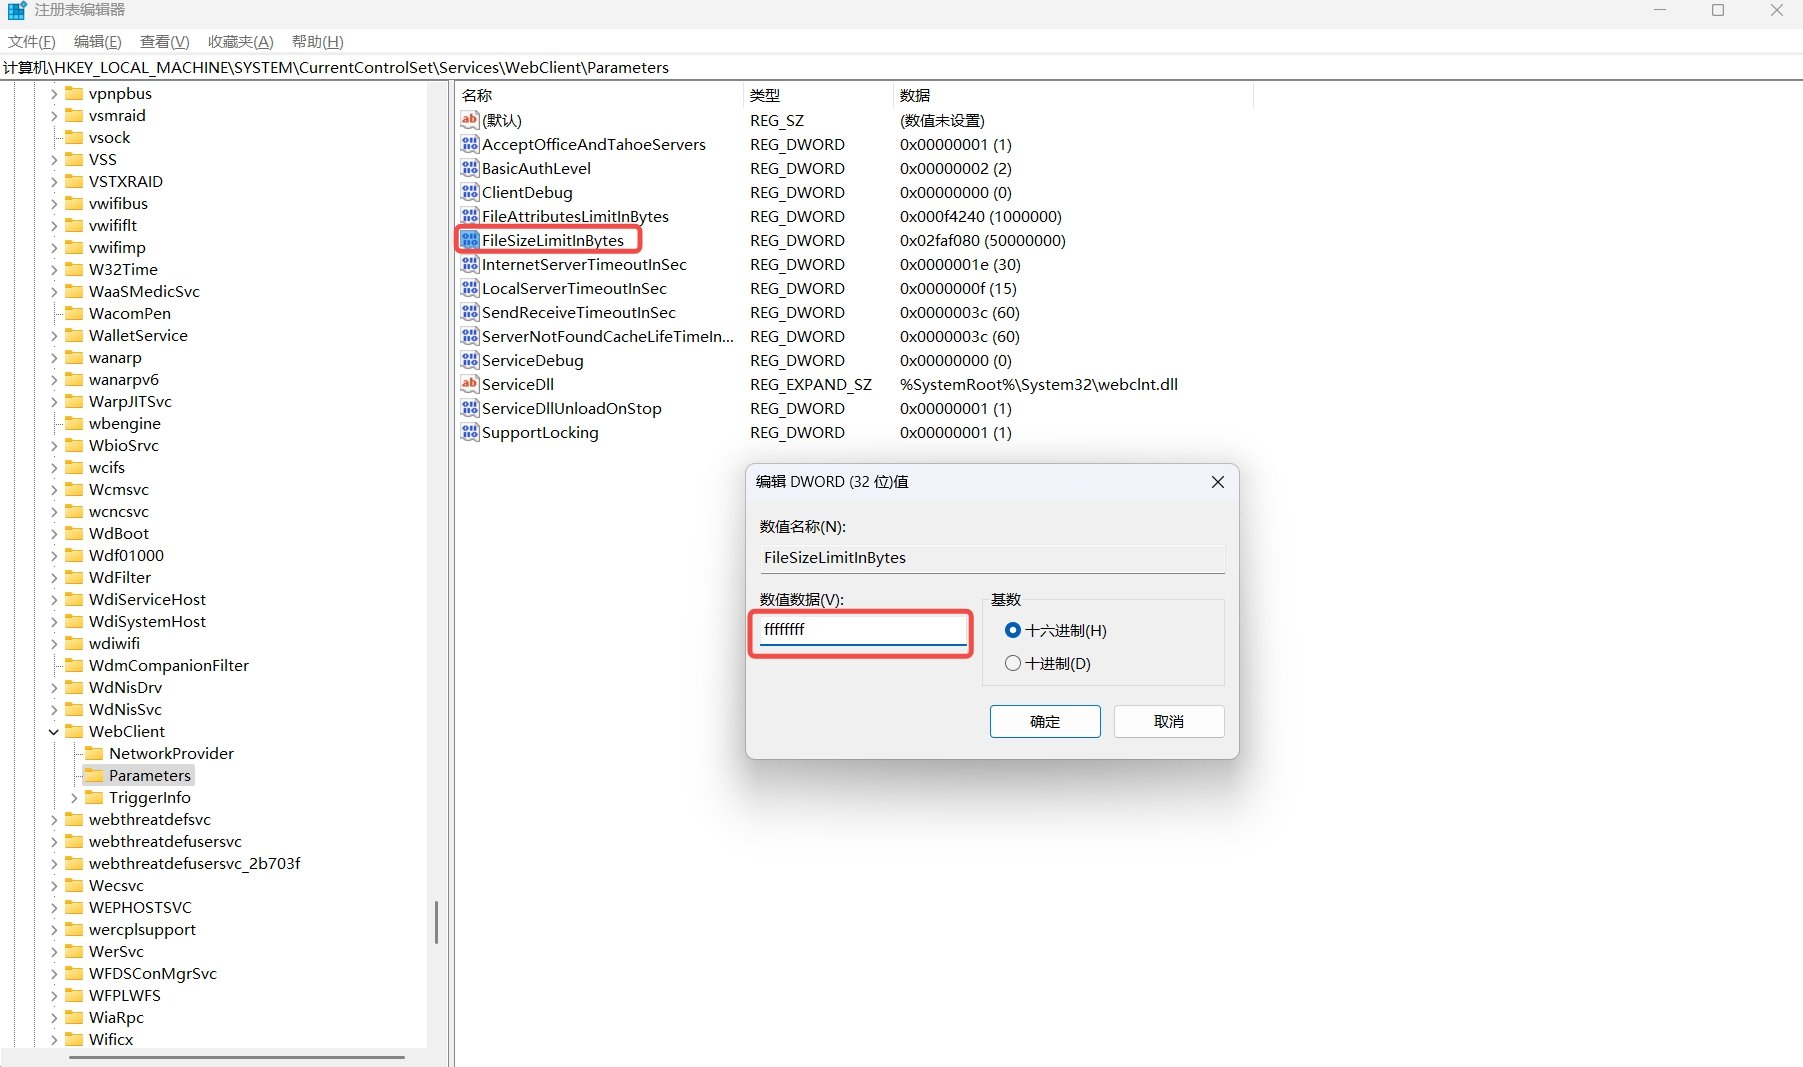 注册表编辑器
文件(F) 编辑(E) 查看(V) 收藏夹(A) 帮助(H)
计算机\HKEY_LOCAL_MACHINE\SYSTEM\CurrentControlSet\Services\WebClient\Parameters
vpnpbus
vsmraid
vsock
VSS
VSTXRAID
vwifibus
vwififlt
vwifimp
W32Time
WaaSMedicSvc
WacomPen
WalletService
wanarp
wanarpv6
WarpJITSvc
wbengine
WbioSrvc
wcifs
Wcmsvc
wcncsvc
WdBoot
Wdf01000
WdFilter
WdiServiceHost
WdiSystemHost
wdiwifi
WdmCompanionFilter
WdNisDrv
WdNisSvc
WebClient
NetworkProvider
Parameters
TriggerInfo
webthreatdefsvc
webthreatdefusersvc
webthreatdefusersvc_2b703f
Wecsvc
WEPHOSTSVC
wercplsupport
WerSvc
WFDSConMgrSvc
WFPLWFS
WiaRpc
Wificx
名称 类型 数据
(默认) REG_SZ (数值未设置)
AcceptOfficeAndTahoeServers REG_DWORD 0x00000001 (1)
BasicAuthLevel REG_DWORD 0x00000002 (2)
ClientDebug REG_DWORD 0x00000000 (0)
FileAttributesLimitInBytes REG_DWORD 0x000f4240 (1000000)
FileSizeLimitInBytes REG_DWORD 0x02faf080 (50000000)
InternetServerTimeoutInSec REG_DWORD 0x0000001e (30)
LocalServerTimeoutInSec REG_DWORD 0x0000000f (15)
SendReceiveTimeoutInSec REG_DWORD 0x0000003c (60)
ServerNotFoundCacheLifeTimeIn... REG_DWORD 0x0000003c (60)
ServiceDebug REG_DWORD 0x00000000 (0)
ServiceDll REG_EXPAND_SZ %SystemRoot%\System32\webclnt.dll
ServiceDllUnloadOnStop REG_DWORD 0x00000001 (1)
SupportLocking REG_DWORD 0x00000001 (1)
编辑 DWORD (32 位)值
数值名称(N):
FileSizeLimitInBytes
数值数据(V): 基数
ffffffff 十六进制(H)
十进制(D)
确定 取消